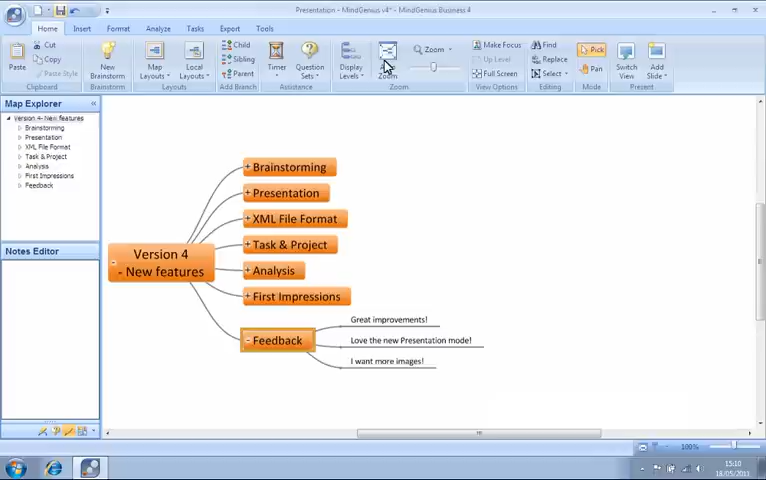 Presentation - MindGenius v4* - MindGenius Business 4
Home Insert Format Analyze Tasks Export Tools
Paste
Cut
Copy
Paste Style
Clipboard
New Brainstorm
Brainstorm
Map Layouts
Local Layouts
Layouts
Child
Sibling
Parent
Add Branch
Timer
Question Sets
Assistance
Display Levels
Zoom
Zoom
Zoom
Make Focus
Up Level
Full Screen
View Options
Find
Replace
Select
Editing
Pick
Pan
Mode
Switch View
Add Slide
Present
Map Explorer
Version 4- New features
Brainstorming
Presentation
XML File Format
Task & Project
Analysis
First Impressions
Feedback
Notes Editor
Version 4
- New features
Brainstorming
Presentation
XML File Format
Task & Project
Analysis
First Impressions
Feedback
Great improvements!
Love the new Presentation mode!
I want more images!
100%
15:10
18/05/2011